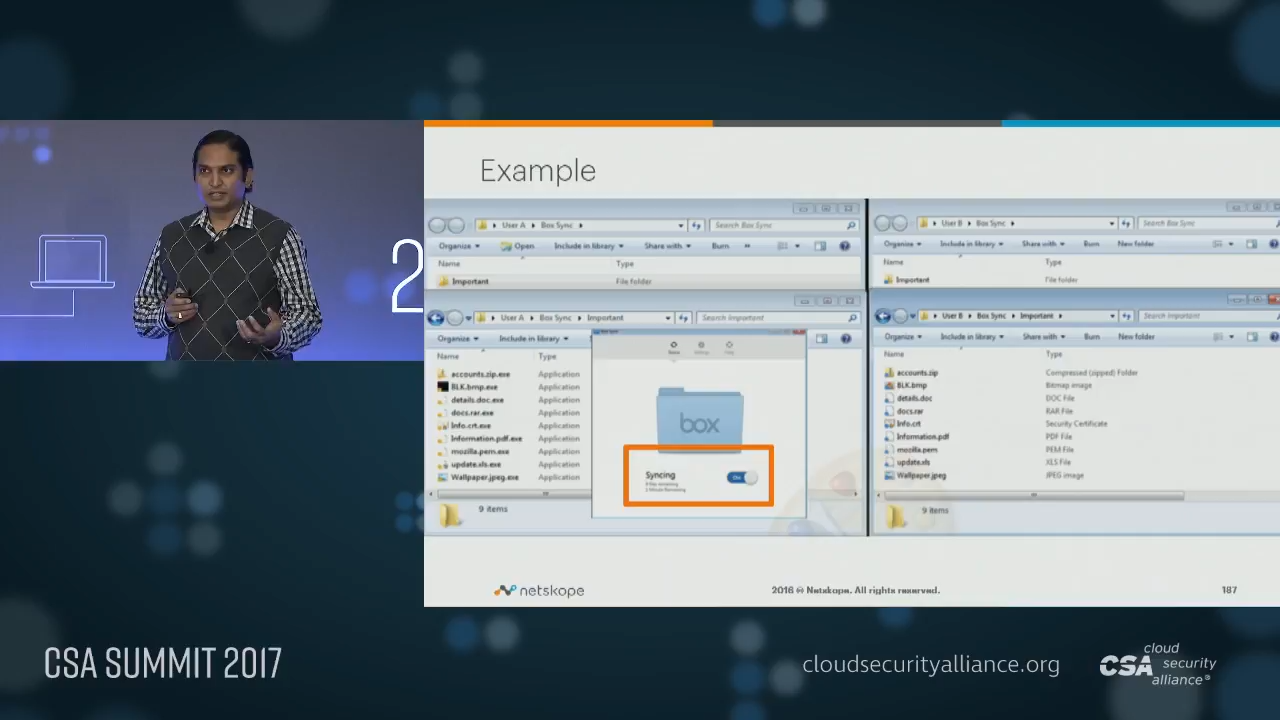 2
Example
User A ▸ Box Sync ▸
Search Box Sync
Organize
Open
Include in library
Share with
Burn
»
Name
Type
Important
File folder
User B ▸ Box Sync ▸
Search Box Sync
Organize
Include in library
Share with
Burn
New folder
Name
Type
Important
File folder
User A ▸ Box Sync ▸ Important
Search Important
Organize
Include in library
Name
Type
accounts.zip.exe Application
BLK.bmp.exe Application
details.doc.exe Application
docs.rar.exe Application
Info.crt.exe Application
Information.pdf.exe Application
mozilla.pem.exe Application
update.xls.exe Application
Wallpaper.jpeg.exe Application
9 items
box
Syncing
On
User B ▸ Box Sync ▸ Important ▸
Search Important
Organize
Include in library
Share with
Burn
New folder
Name
Type
accounts.zip Compressed (zipped) Folder
BLK.bmp Bitmap image
details.doc DOC File
docs.rar RAR File
Info.crt Security Certificate
Information.pdf PDF File
mozilla.pem PEM File
update.xls XLS File
Wallpaper.jpeg JPEG image
9 items
netskope
2016 © Netskope. All rights reserved.
187
CSA SUMMIT 2017
cloudsecurityalliance.org
CSA cloud
security
alliance®